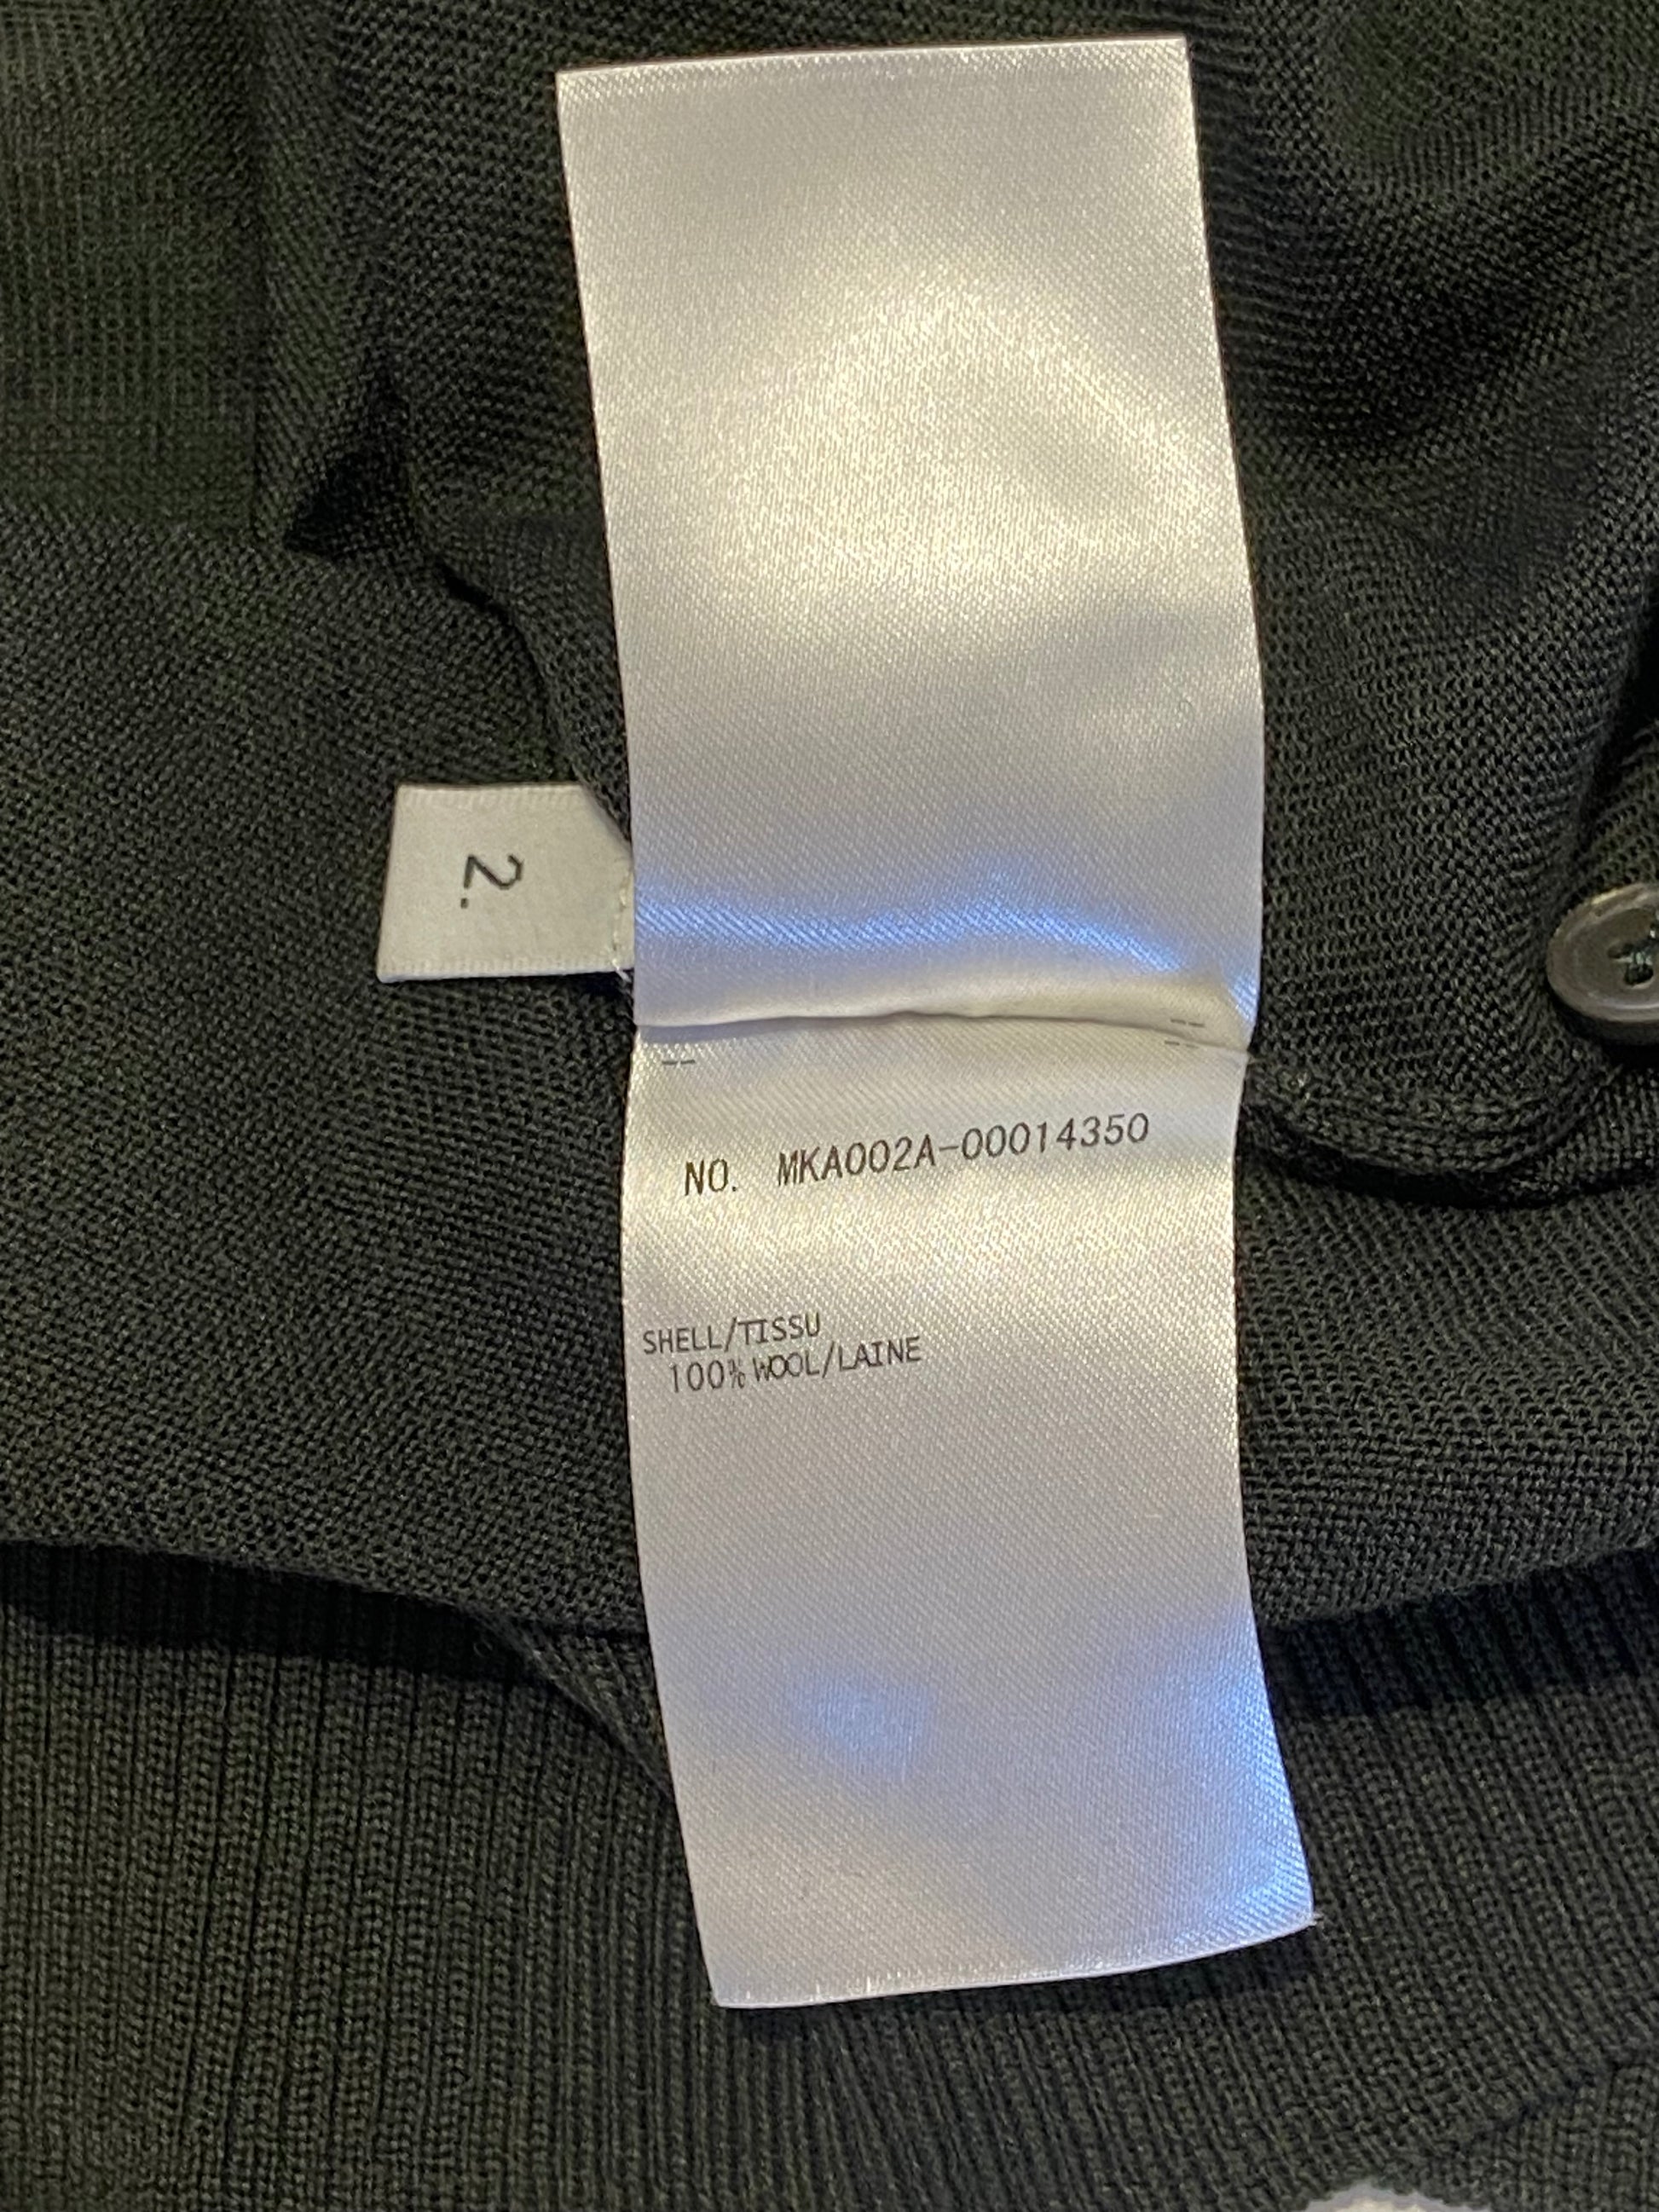 2.
NO. MKA002A-00014350
SHELL/TISSU
100% WOOL/LAINE